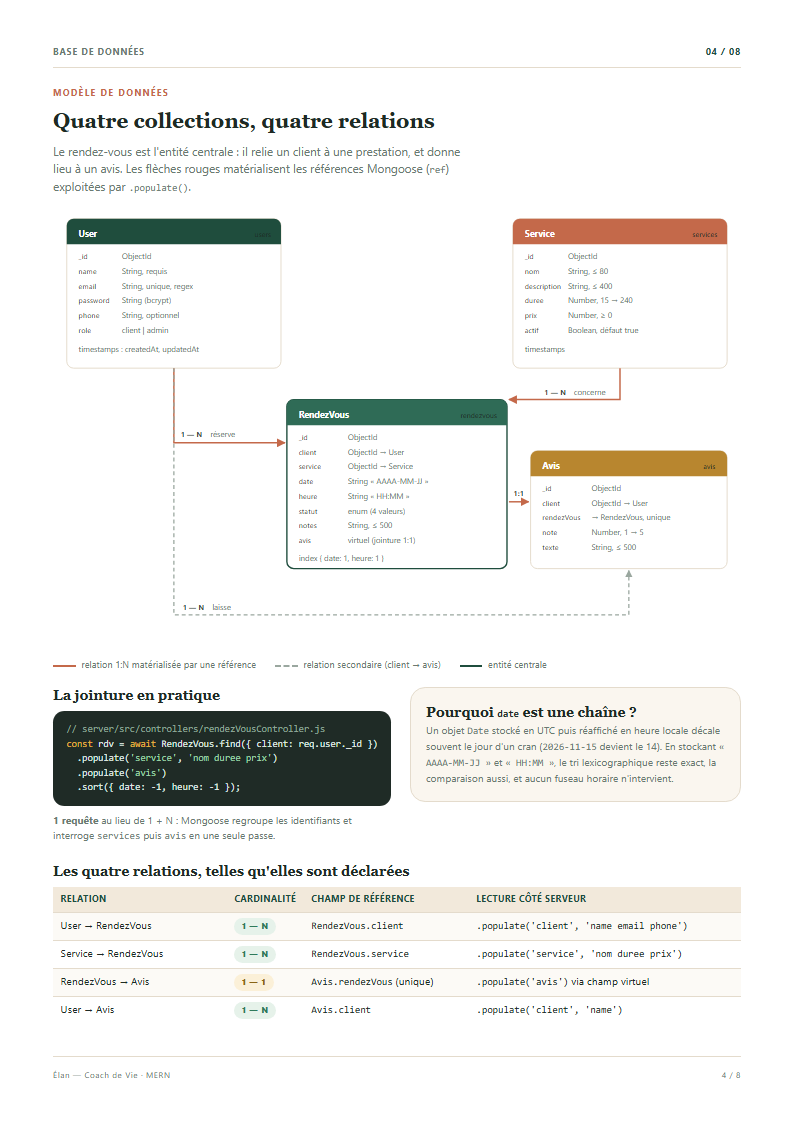 BASE DE DONNÉES
04 / 08
MODÈLE DE DONNÉES
Quatre collections, quatre relations
Le rendez-vous est l'entité centrale : il relie un client à une prestation, et donne
lieu à un avis. Les flèches rouges matérialisent les références Mongoose (ref)
exploitées par .populate().
User
users
_id ObjectId
name String, requis
email String, unique, regex
password String (bcrypt)
phone String, optionnel
role client | admin
timestamps : createdAt, updatedAt
Service
services
_id ObjectId
nom String, ≤ 80
description String, ≤ 400
duree Number, 15 → 240
prix Number, ≥ 0
actif Boolean, défaut true
timestamps
1 — N concerne
1 — N réserve
RendezVous
rendezvous
_id ObjectId
client ObjectId → User
service ObjectId → Service
date String « AAAA-MM-JJ »
heure String « HH:MM »
statut enum (4 valeurs)
notes String, ≤ 500
avis virtuel (jointure 1:1)
index { date: 1, heure: 1 }
1:1
Avis
avis
_id ObjectId
client ObjectId → User
rendezVous → RendezVous, unique
note Number, 1 → 5
texte String, ≤ 500
1 — N laisse
relation 1:N matérialisée par une référence
relation secondaire (client → avis)
entité centrale
La jointure en pratique
// server/src/controllers/rendezVousController.js
const rdv = await RendezVous.find({ client: req.user._id })
.populate('service', 'nom duree prix')
.populate('avis')
.sort({ date: -1, heure: -1 });
1 requête au lieu de 1 + N : Mongoose regroupe les identifiants et
interroge services puis avis en une seule passe.
Pourquoi date est une chaîne ?
Un objet Date stocké en UTC puis réaffiché en heure locale décale
souvent le jour d'un cran (2026-11-15 devient le 14). En stockant «
AAAA-MM-JJ » et « HH:MM », le tri lexicographique reste exact, la
comparaison aussi, et aucun fuseau horaire n'intervient.
Les quatre relations, telles qu'elles sont déclarées
RELATION CARDINALITÉ CHAMP DE RÉFÉRENCE LECTURE CÔTÉ SERVEUR
User → RendezVous 1 — N RendezVous.client .populate('client', 'name email phone')
Service → RendezVous 1 — N RendezVous.service .populate('service', 'nom duree prix')
RendezVous → Avis 1 — 1 Avis.rendezVous (unique) .populate('avis') via champ virtuel
User → Avis 1 — N Avis.client .populate('client', 'name')
Élan — Coach de Vie · MERN
4 / 8